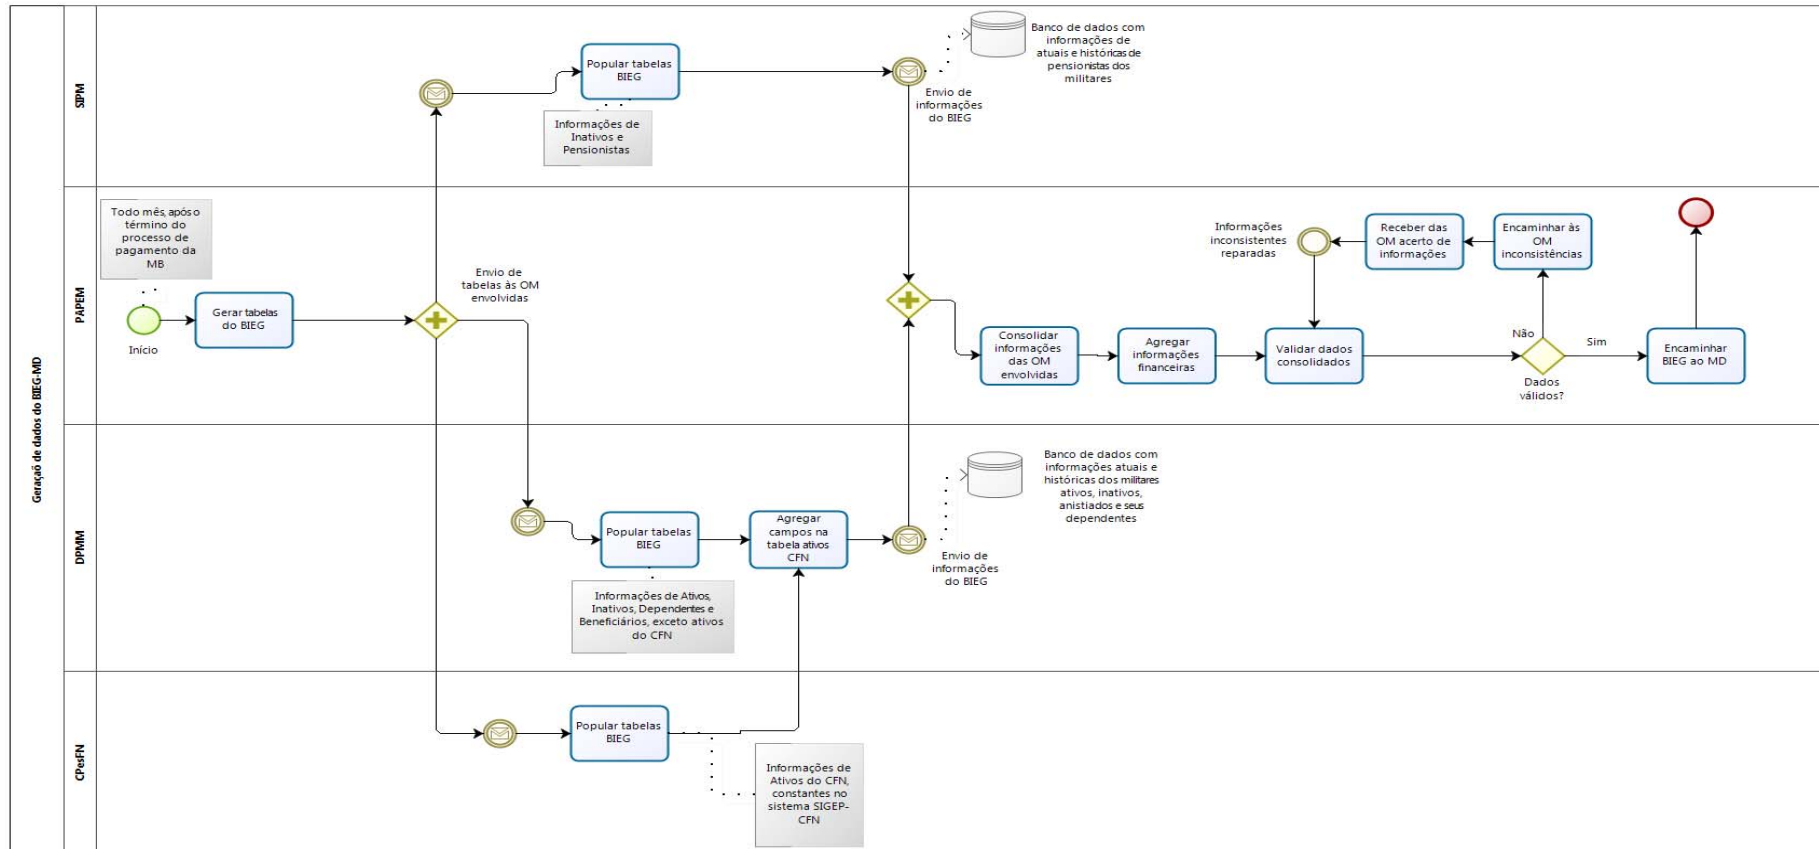 Geração de dados do BIEG-MD
SIPM
Popular tabelas
BIEG
Informações de
Inativos e
Pensionistas
Envio de
informações
do BIEG
Banco de dados com
informações de
atuais e históricas de
pensionistas dos
militares
PAPEM
Todo mês, após o
término do
processo de
pagamento da
MB
Início
Gerar tabelas
do BIEG
Envio de
tabelas às OM
envolvidas
Consolidar
informações
das OM
envolvidas
Agregar
informações
financeiras
Validar dados
consolidados
Informações
inconsistentes
reparadas
Receber das
OM acerto de
informações
Encaminhar às
OM
inconsistências
Não
Sim
Dados
válidos?
Encaminhar
BIEG ao MD
DPMM
Popular tabelas
BIEG
Informações de Ativos,
Inativos, Dependentes e
Beneficiários, exceto ativos
do CFN
Agregar
campos na
tabela ativos
CFN
Envio de
informações
do BIEG
Banco de dados com
informações atuais e
históricas dos militares
ativos, inativos,
anistiados e seus
dependentes
CPesFN
Popular tabelas
BIEG
Informações de
Ativos do CFN,
constantes no
sistema SIGEP-
CFN